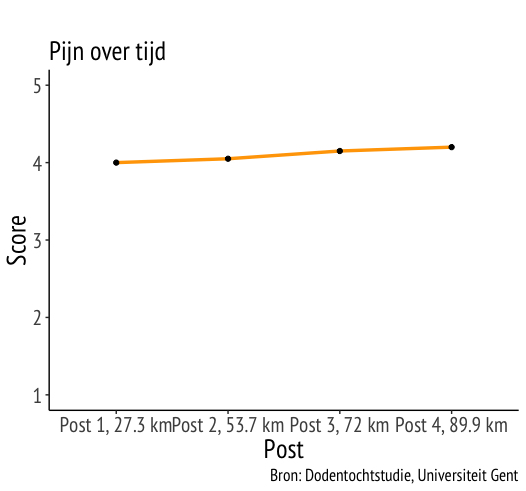 Pijn over tijd
5
4
3
2
1
Score
Post 1, 27.3 km Post 2, 53.7 km Post 3, 72 km Post 4, 89.9 km
Post
Bron: Dodentochtstudie, Universiteit Gent